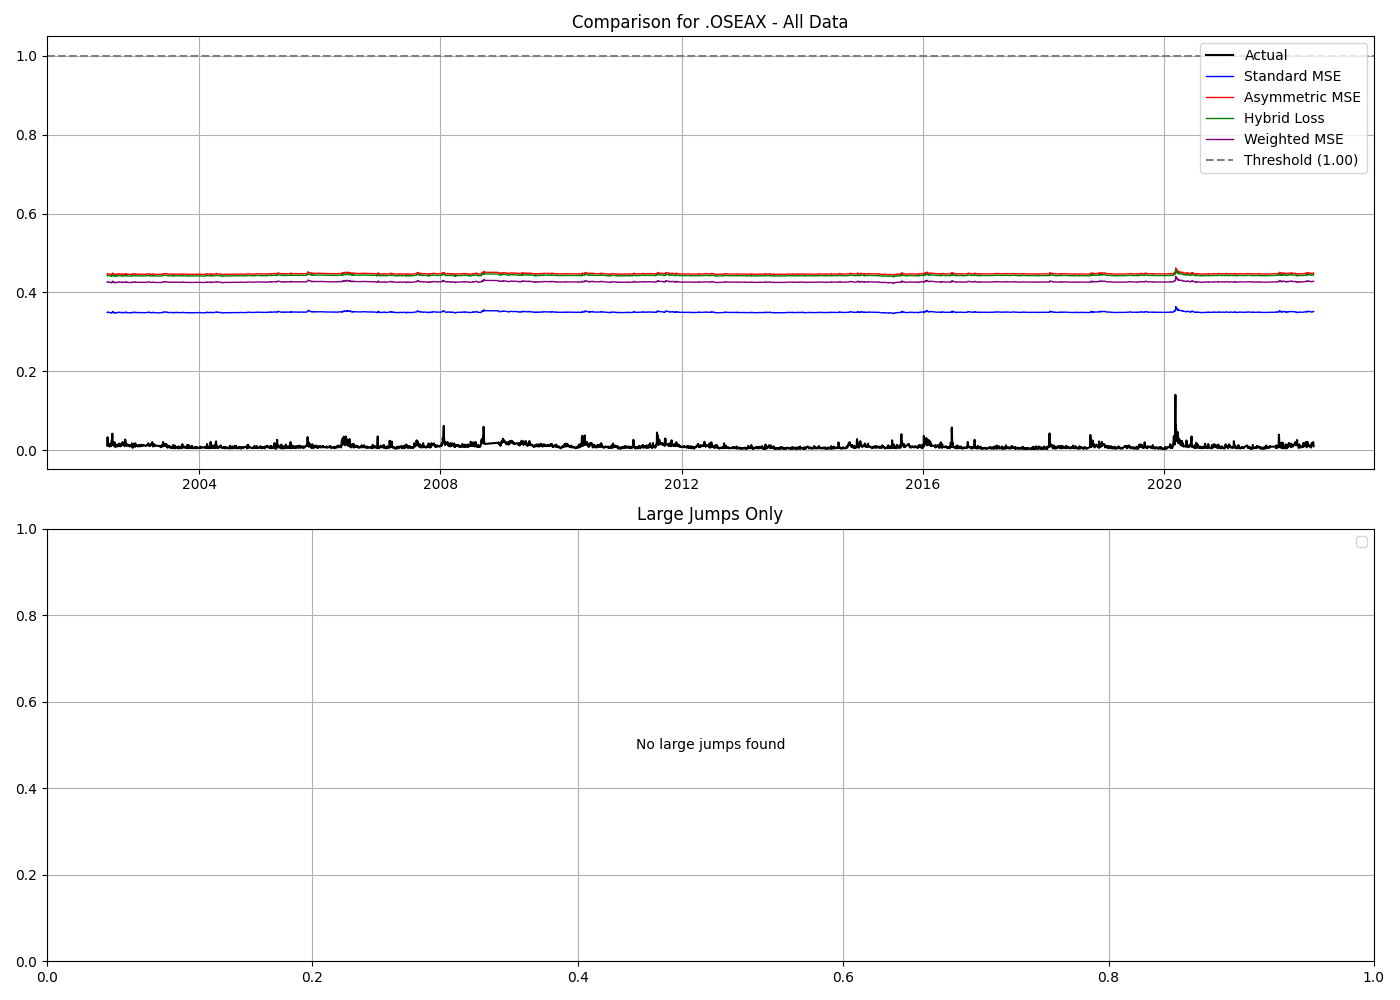 Comparison for .OSEAX - All Data
1.0
0.8
0.6
0.4
0.2
0.0
Actual
Standard MSE
Asymmetric MSE
Hybrid Loss
Weighted MSE
Threshold (1.00)
2004 2008 2012 2016 2020
Large Jumps Only
1.0
0.8
0.6
0.4
0.2
0.0
No large jumps found
0.0 0.2 0.4 0.6 0.8 1.0